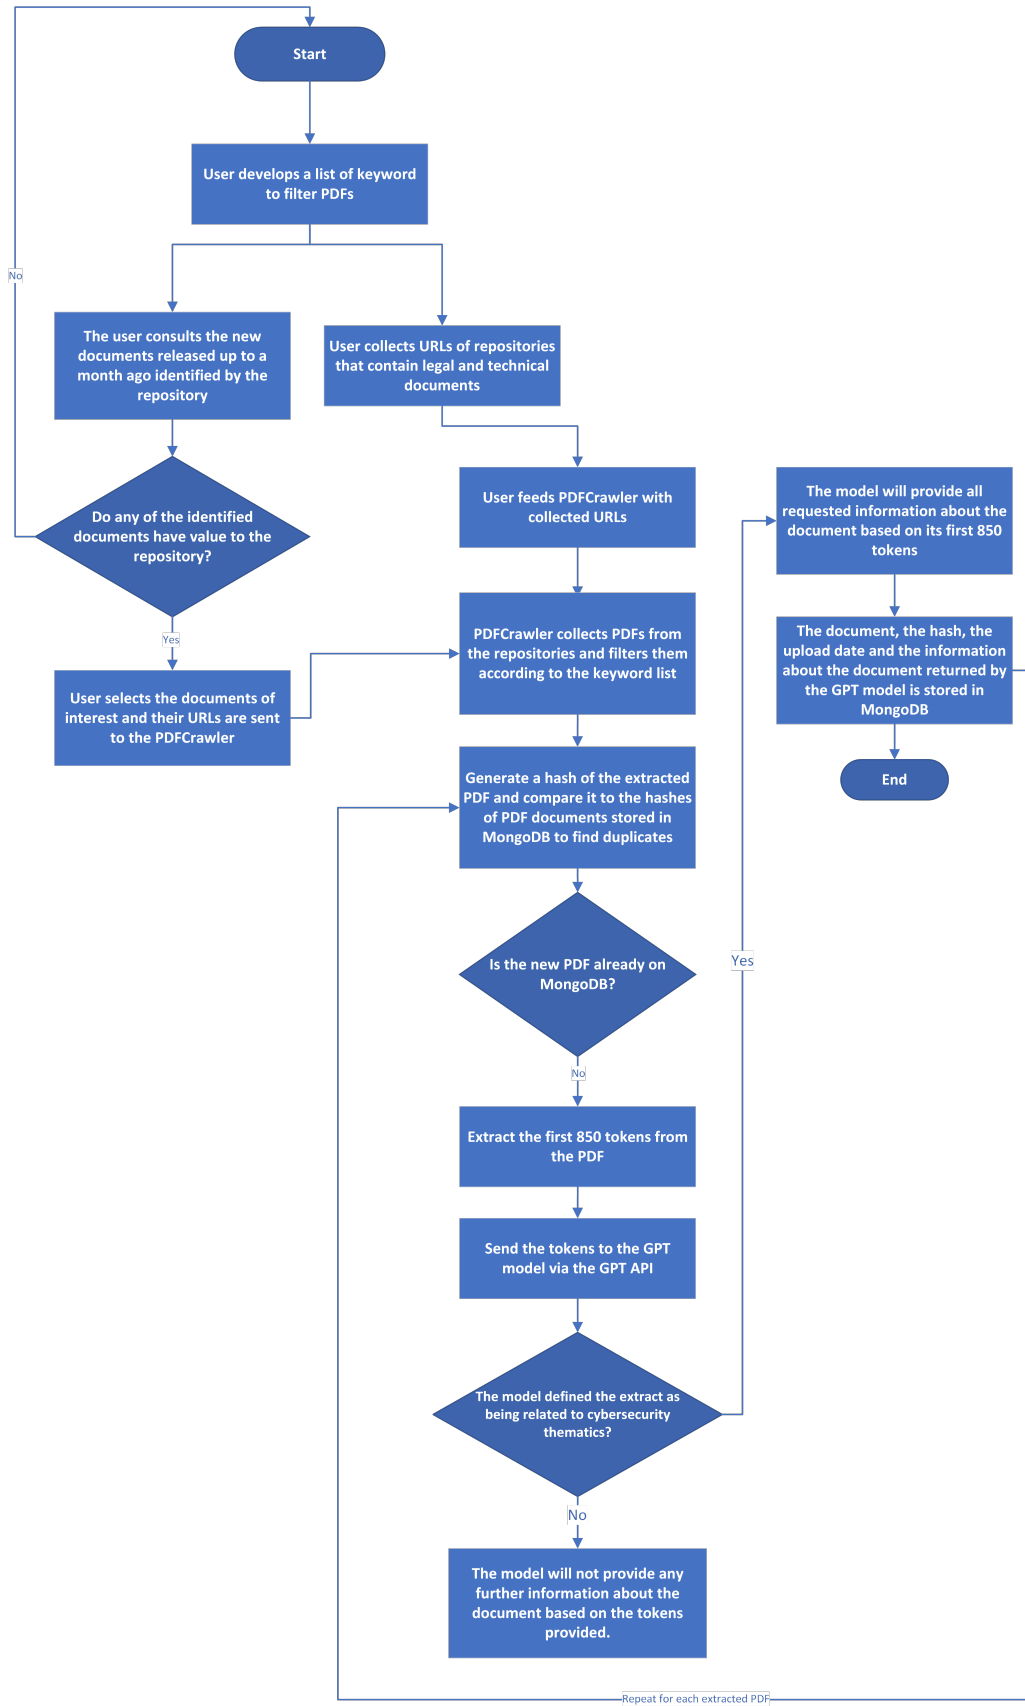 Start
User develops a list of keyword
to filter PDFs
No
The user consults the new
documents released up to a
month ago identified by the
repository
User collects URLs of repositories
that contain legal and technical
documents
Do any of the identified
documents have value to the
repository?
Yes
User selects the documents of
interest and their URLs are sent
to the PDFCrawler
User feeds PDFCrawler with
collected URLs
PDFCrawler collects PDFs from
the repositories and filters them
according to the keyword list
Generate a hash of the extracted
PDF and compare it to the hashes
of PDF documents stored in
MongoDB to find duplicates
Is the new PDF already on
MongoDB?
No
Extract the first 850 tokens from
the PDF
Send the tokens to the GPT
model via the GPT API
The model defined the extract as
being related to cybersecurity
thematics?
No
The model will not provide any
further information about the
document based on the tokens
provided.
Yes
The model will provide all
requested information about the
document based on its first 850
tokens
The document, the hash, the
upload date and the information
about the document returned by
the GPT model is stored in
MongoDB
End
Repeat for each extracted PDF